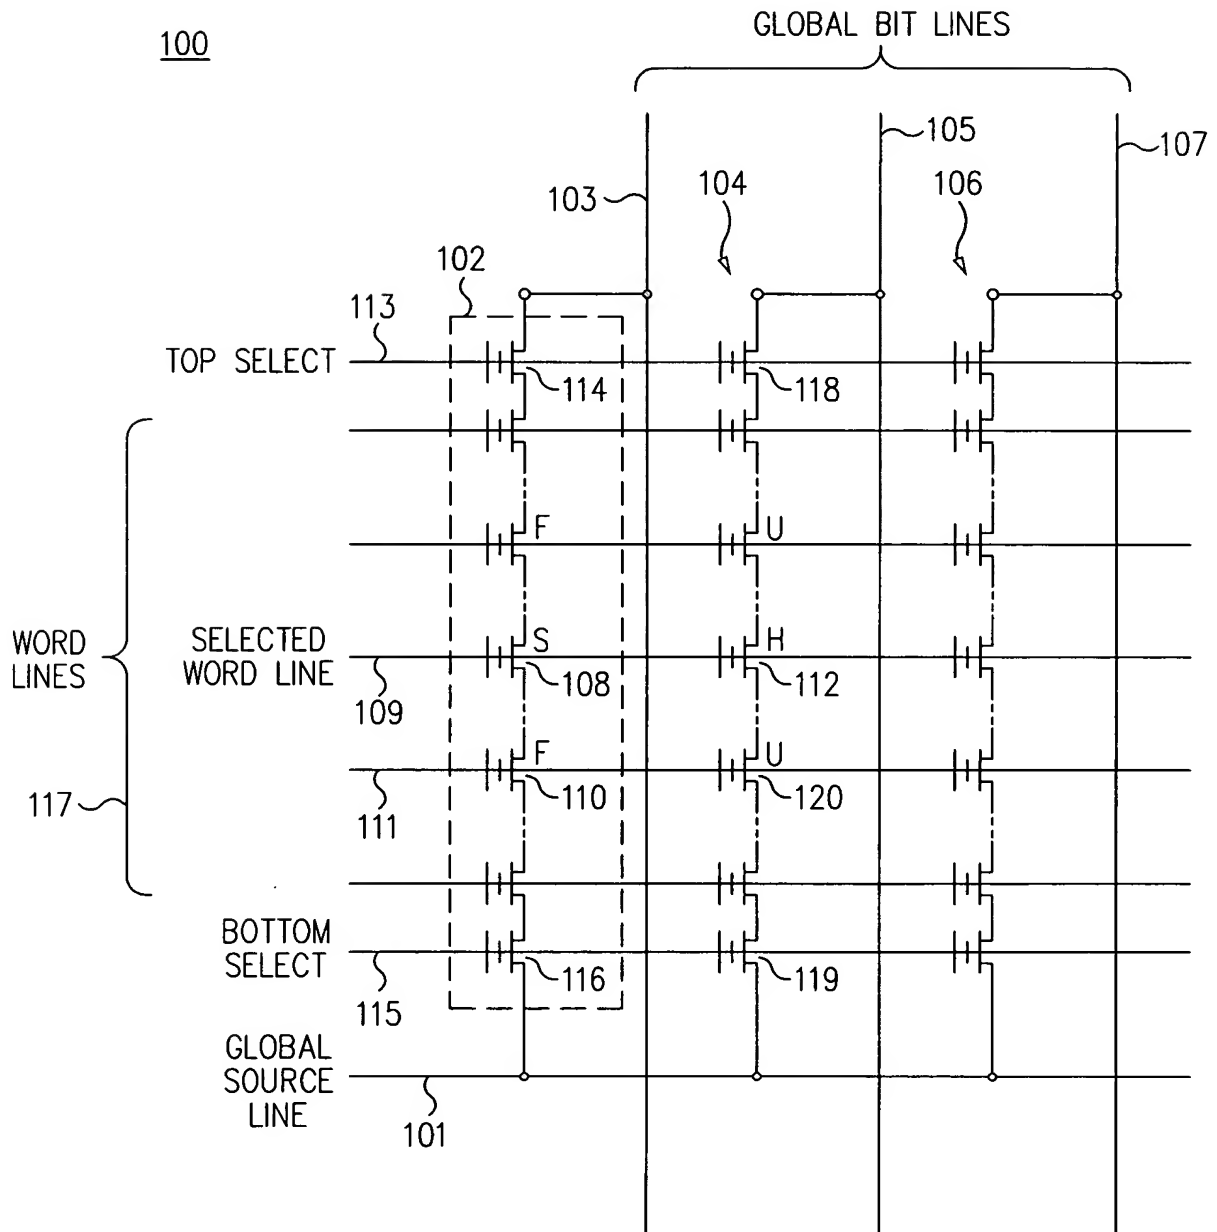 100
GLOBAL BIT LINES
105
107
103
104
106
102
113
TOP SELECT
114
118
F
U
WORD
LINES
SELECTED
WORD LINE
S
H
108
112
109
F
U
117
111
110
120
BOTTOM
SELECT
116
119
115
GLOBAL
SOURCE
LINE
101